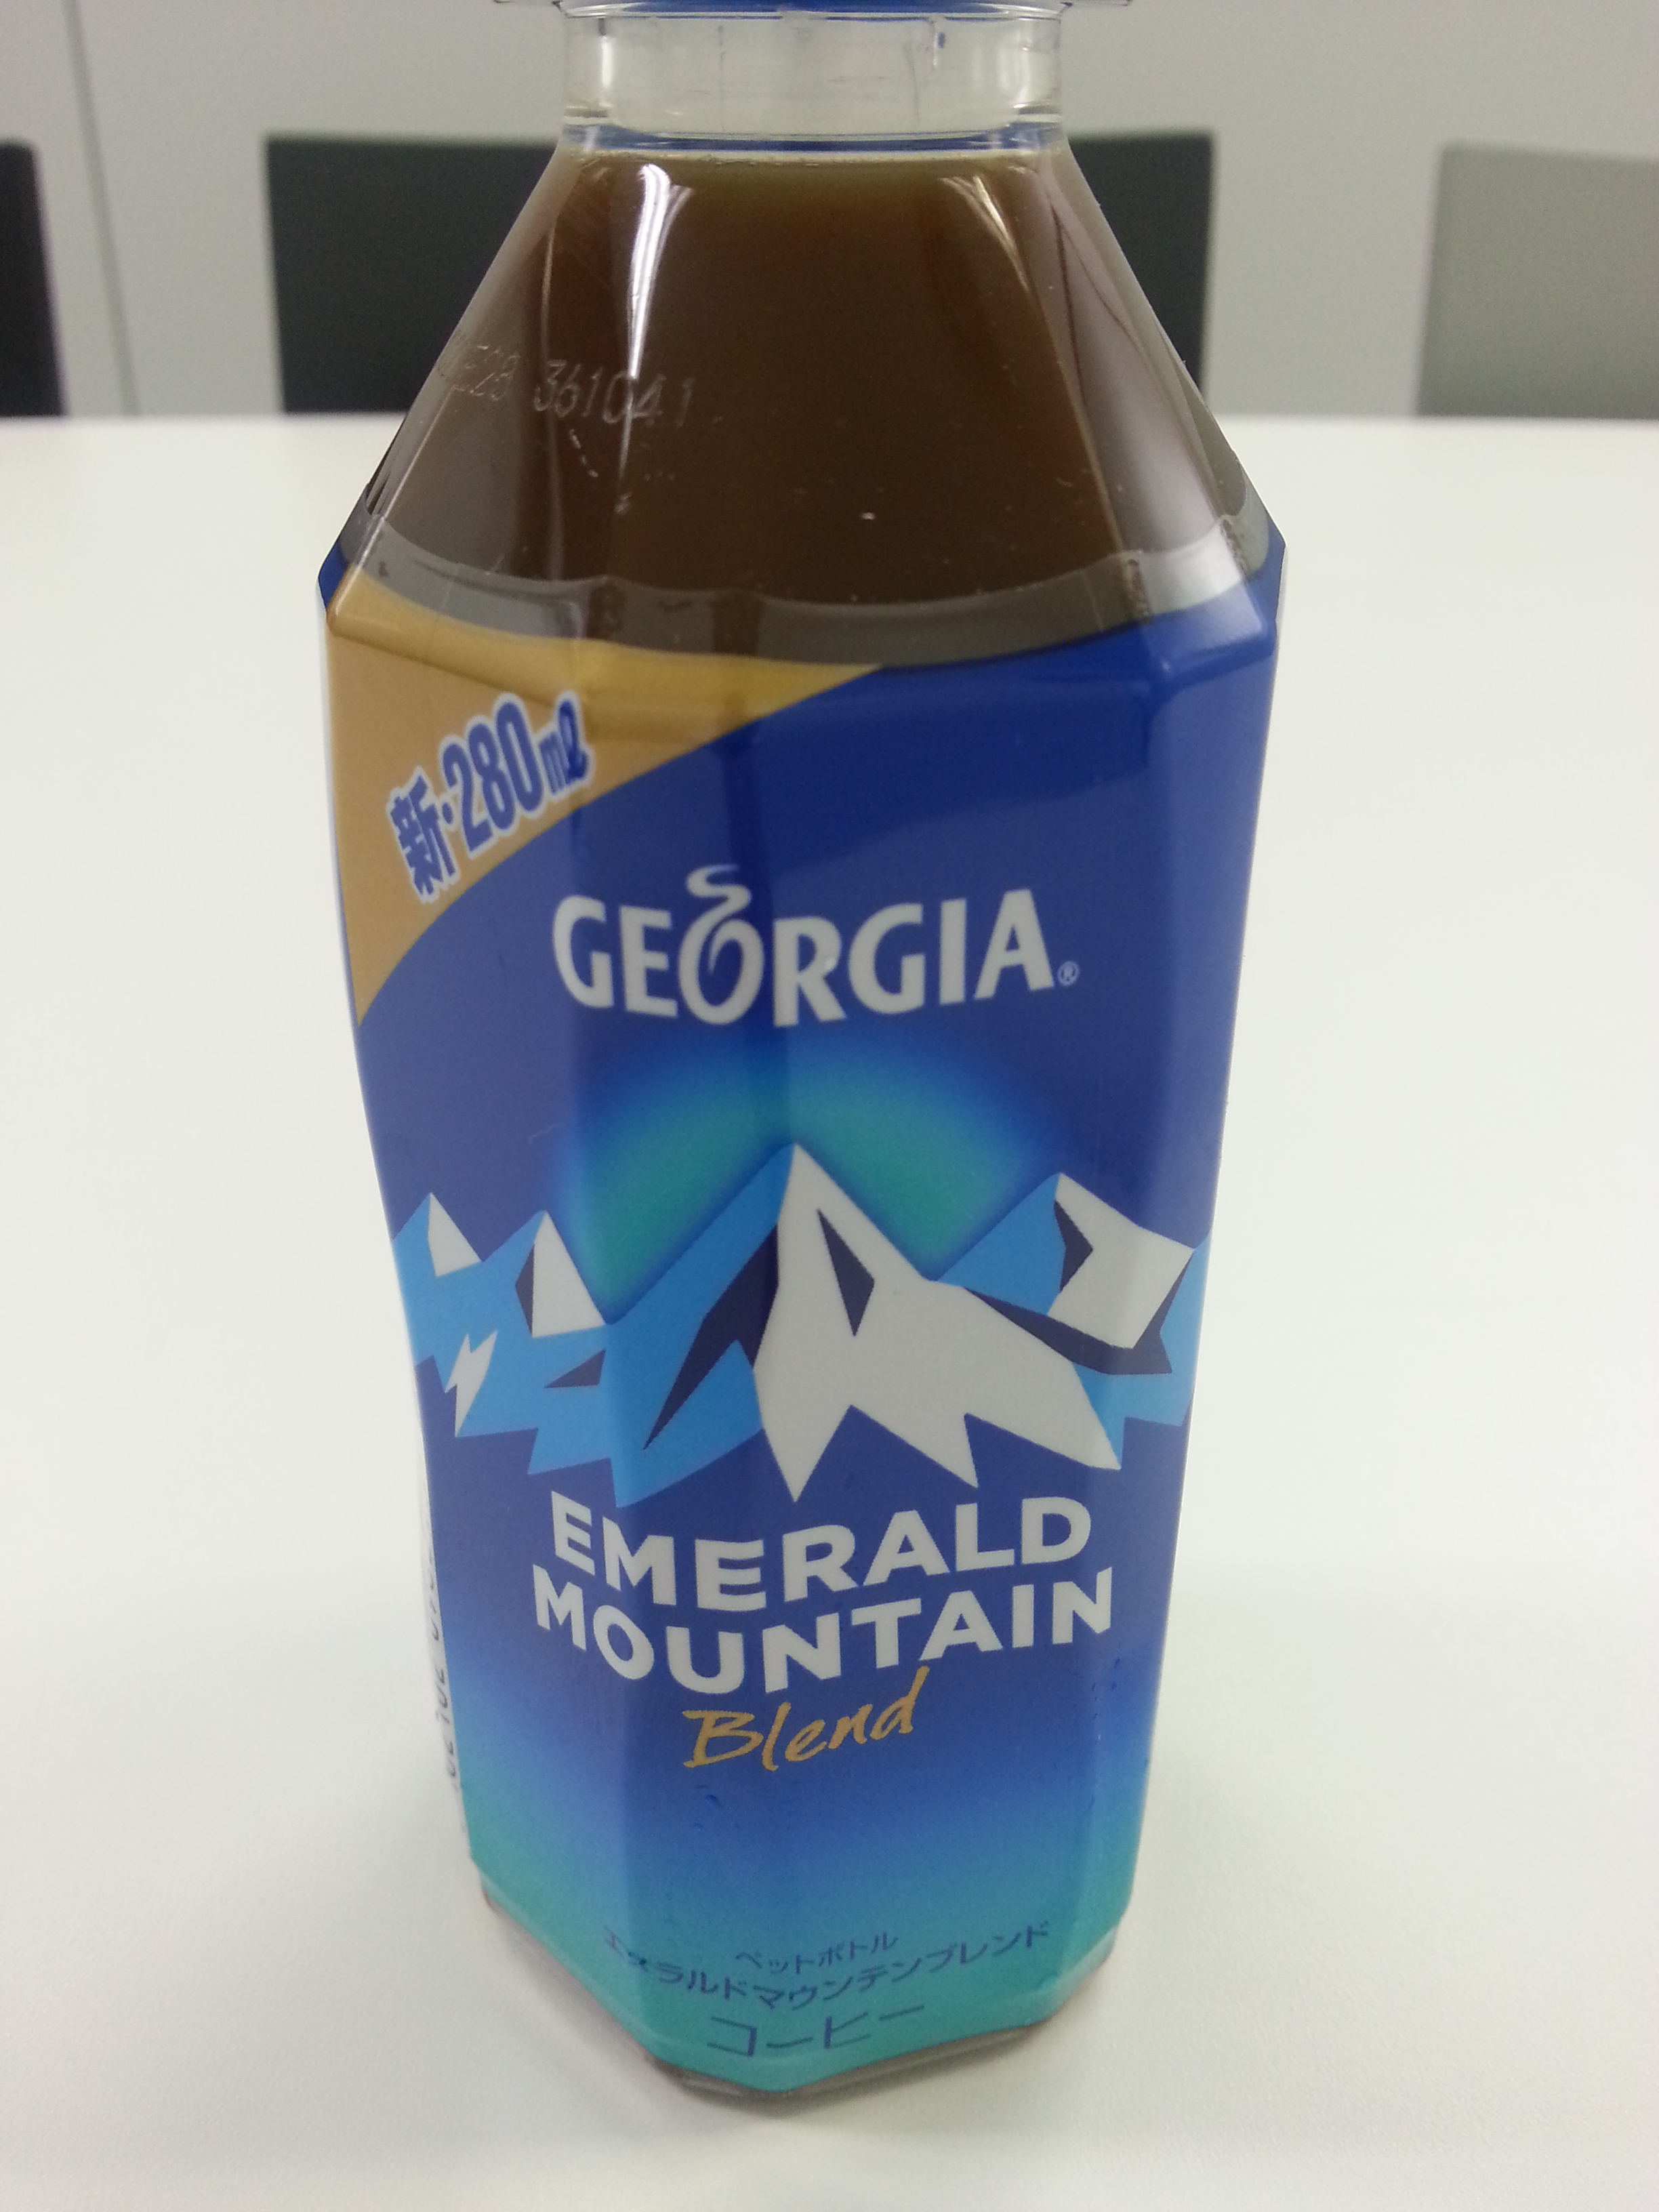 361041
新・280ml
GEORGIA®
EMERALD
MOUNTAIN
Blend
ペットボトル
エメラルドマウンテンブレンド
コーヒー